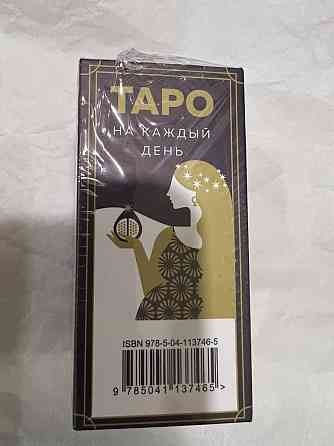 ТАРО
НА КАЖДЫЙ
ДЕНЬ
ISBN 978-5-04-113746-5
9 785041 137465 >